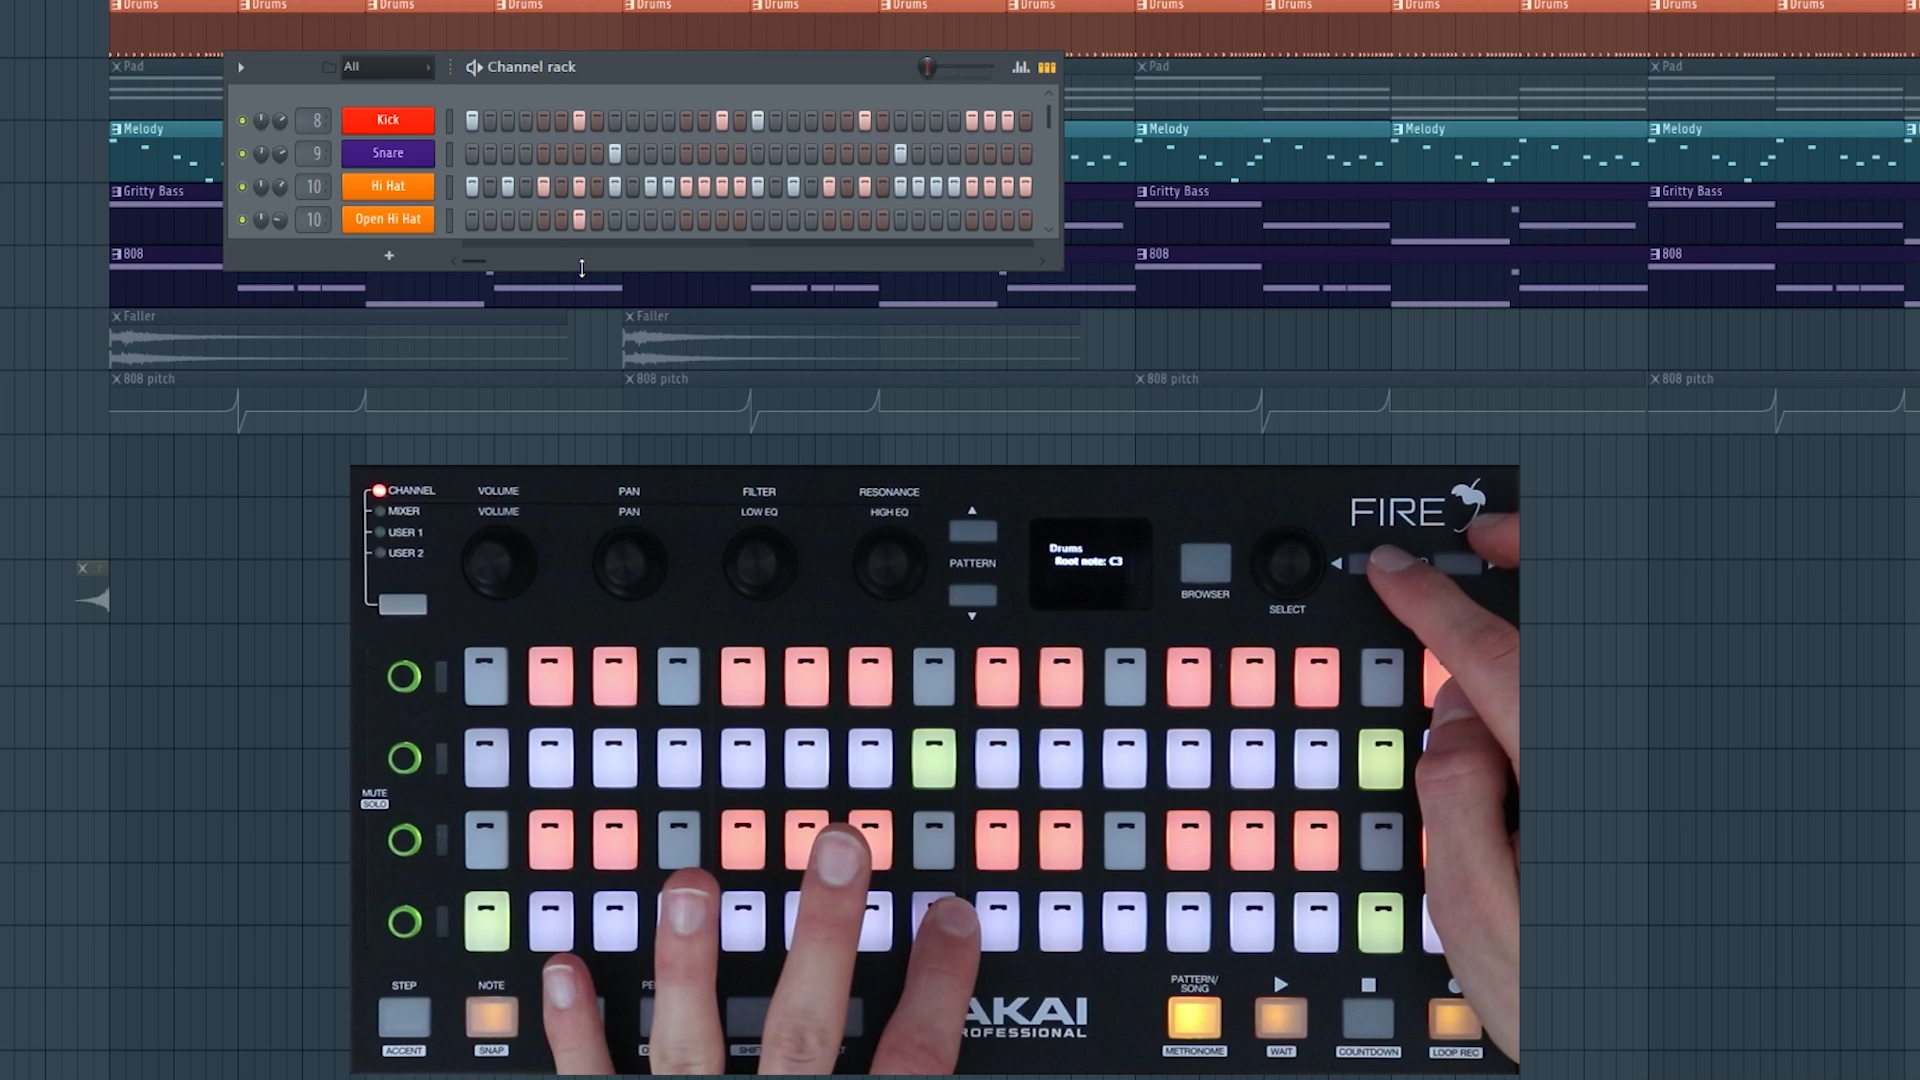 Drums Drums Drums Drums Drums Drums Drums Drums Drums Drums Drums Drums Drums Drums
Pad Pad Pad
All Channel rack
8 Kick
Melody Melody Melody Melody
9 Snare
10 Hi Hat
Gritty Bass Gritty Bass Gritty Bass
10 Open Hi Hat
808 808 808
Faller Faller
808 pitch 808 pitch 808 pitch 808 pitch
CHANNEL VOLUME PAN FILTER RESONANCE
MIXER VOLUME PAN LOW EQ HIGH EQ
FIRE
USER 1
USER 2
PATTERN
Drums
Root note: C3
BROWSER
SELECT
MUTE
SOLO
STEP NOTE
PATTERN/
SONG
AKAI
PROFESSIONAL
ACCENT SNAP METRONOME WAIT COUNTDOWN LOOP REC